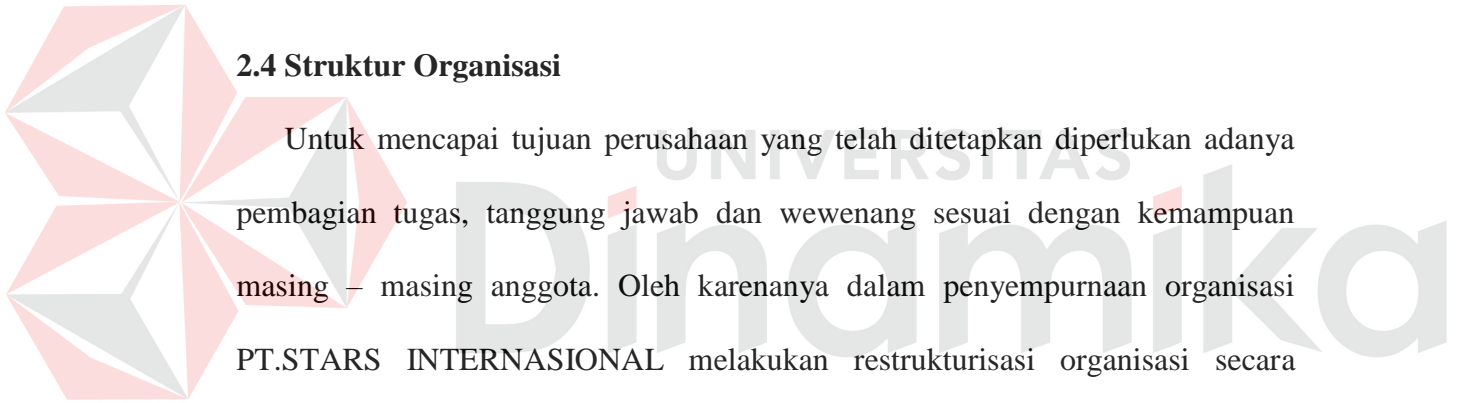 2.4 Struktur Organisasi
Untuk mencapai tujuan perusahaan yang telah ditetapkan diperlukan adanya
UNIVERSITAS
pembagian tugas, tanggung jawab dan wewenang sesuai dengan kemampuan
Dinamika
masing – masing anggota. Oleh karenanya dalam penyempurnaan organisasi
PT.STARS INTERNASIONAL melakukan restrukturisasi organisasi secara